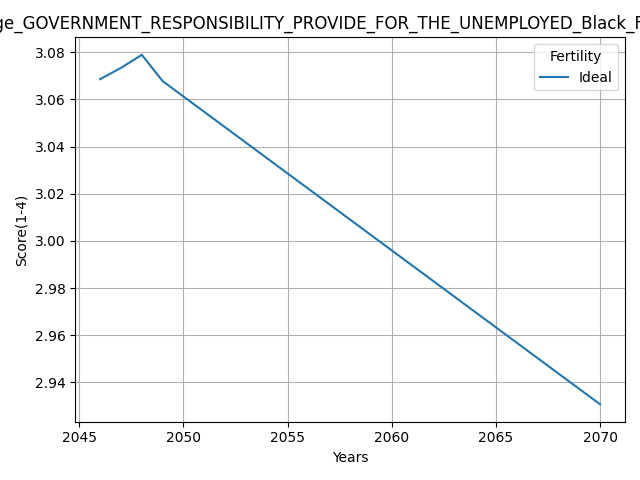 ge_GOVERNMENT_RESPONSIBILITY_PROVIDE_FOR_THE_UNEMPLOYED_Black_F
Fertility
Ideal
3.08
3.06
3.04
3.02
3.00
2.98
2.96
2.94
Score(1-4)
2045 2050 2055 2060 2065 2070
Years